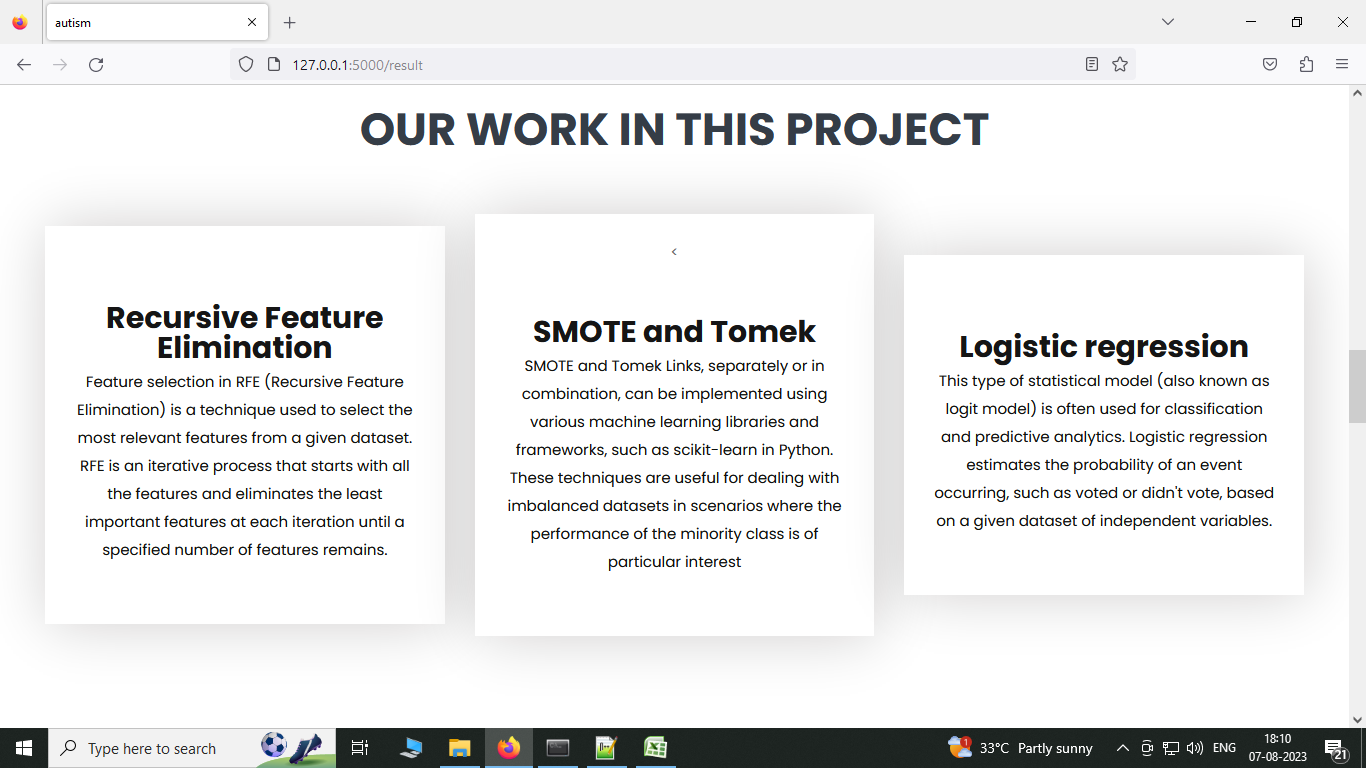 autism
127.0.0.1:5000/result
OUR WORK IN THIS PROJECT
Recursive Feature
Elimination
Feature selection in RFE (Recursive Feature
Elimination) is a technique used to select the
most relevant features from a given dataset.
RFE is an iterative process that starts with all
the features and eliminates the least
important features at each iteration until a
specified number of features remains.
<
SMOTE and Tomek
SMOTE and Tomek Links, separately or in
combination, can be implemented using
various machine learning libraries and
frameworks, such as scikit-learn in Python.
These techniques are useful for dealing with
imbalanced datasets in scenarios where the
performance of the minority class is of
particular interest
Logistic regression
This type of statistical model (also known as
logit model) is often used for classification
and predictive analytics. Logistic regression
estimates the probability of an event
occurring, such as voted or didn't vote, based
on a given dataset of independent variables.
Type here to search
1
33°C Partly sunny
ENG
18:10
07-08-2023
21